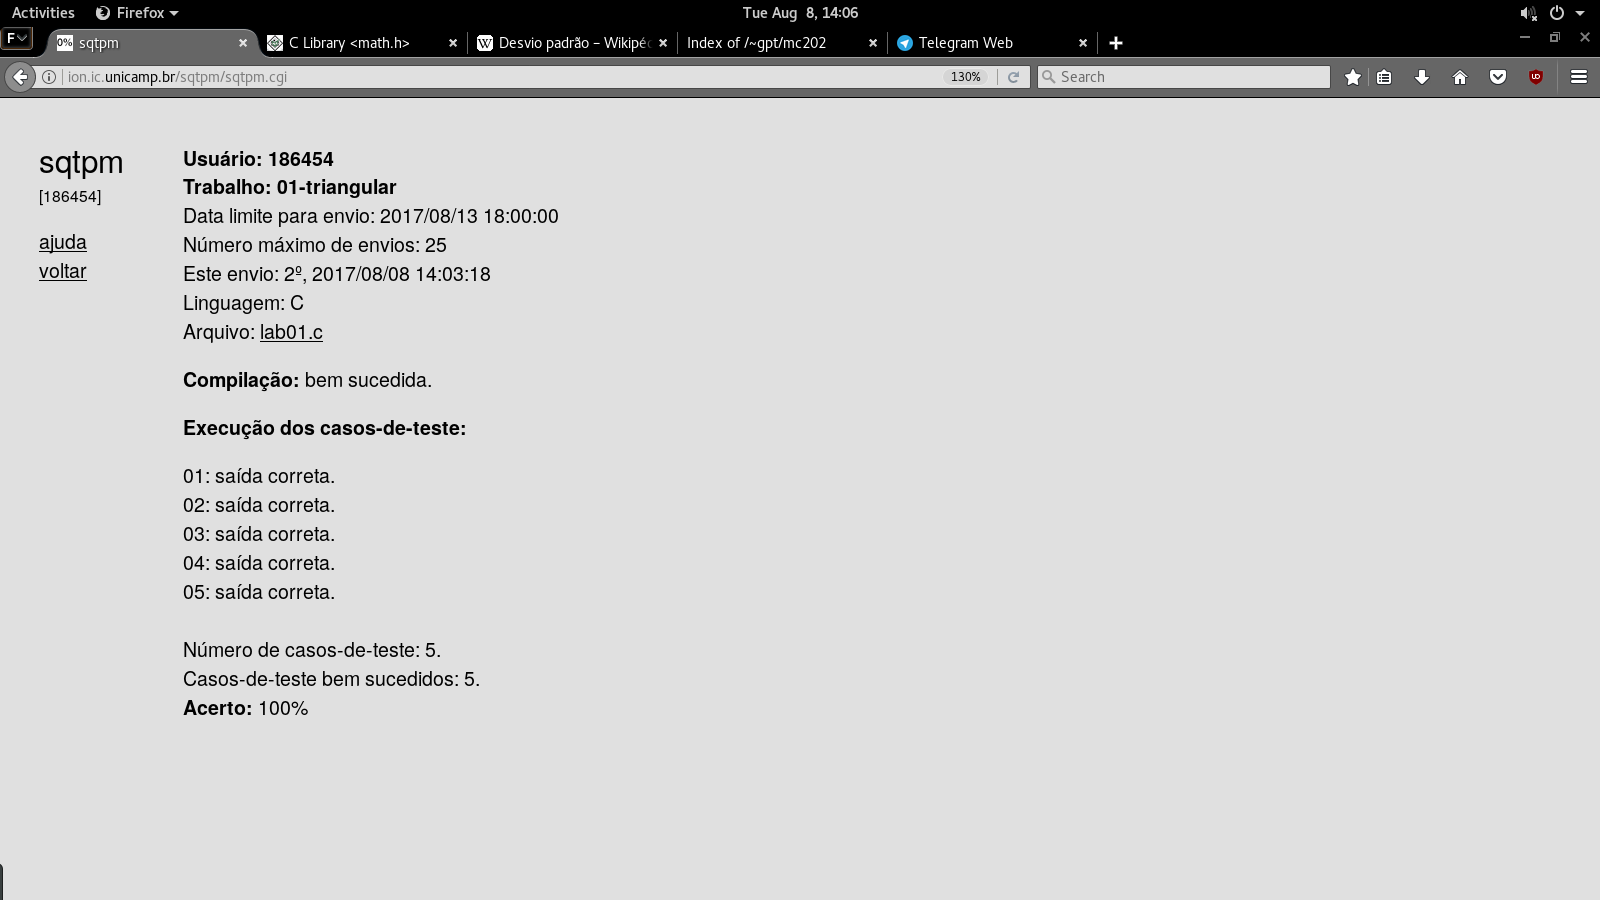 Activities Firefox Tue Aug 8, 14:06
F sqtpm C Library <math.h> Desvio padrão – Wikipéd Index of /~gpt/mc202 Telegram Web
ion.ic.unicamp.br/sqtpm/sqtpm.cgi 130% Search
sqtpm
[186454]
ajuda
voltar
Usuário: 186454
Trabalho: 01-triangular
Data limite para envio: 2017/08/13 18:00:00
Número máximo de envios: 25
Este envio: 2º, 2017/08/08 14:03:18
Linguagem: C
Arquivo: lab01.c
Compilação: bem sucedida.
Execução dos casos-de-teste:
01: saída correta.
02: saída correta.
03: saída correta.
04: saída correta.
05: saída correta.
Número de casos-de-teste: 5.
Casos-de-teste bem sucedidos: 5.
Acerto: 100%